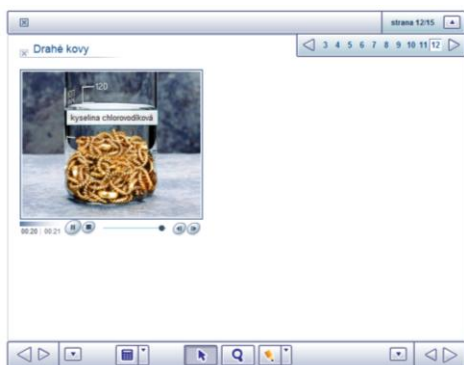 strana 12/15
3 4 5 6 7 8 9 10 11 12
Drahé kovy
120
kyselina chlorovodíková
00:20 : 00:21